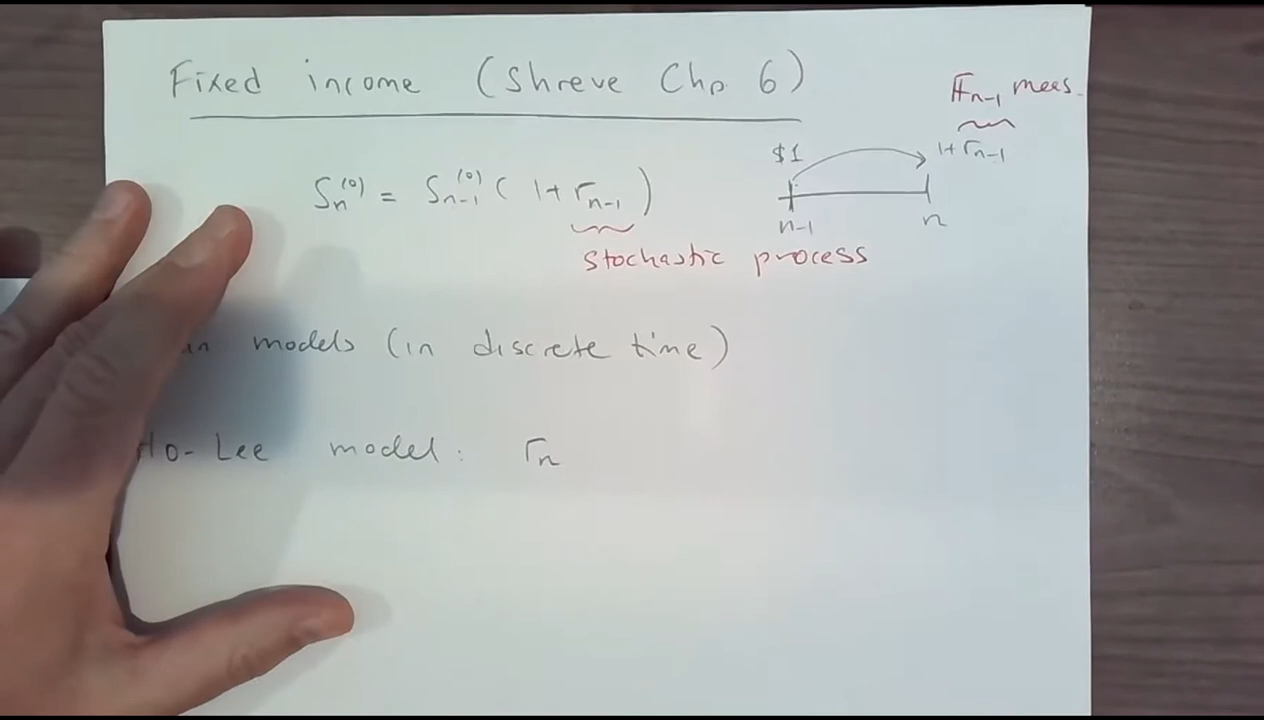 Fixed income (Shreve Chp 6)
F_{n-1} meas.
S_n^{(0)} = S_{n-1}^{(0)} ( 1 + r_{n-1} )
$1
1 + r_{n-1}
n-1
n
stochastic process
models (in discrete time)
Ho-Lee model: r_n